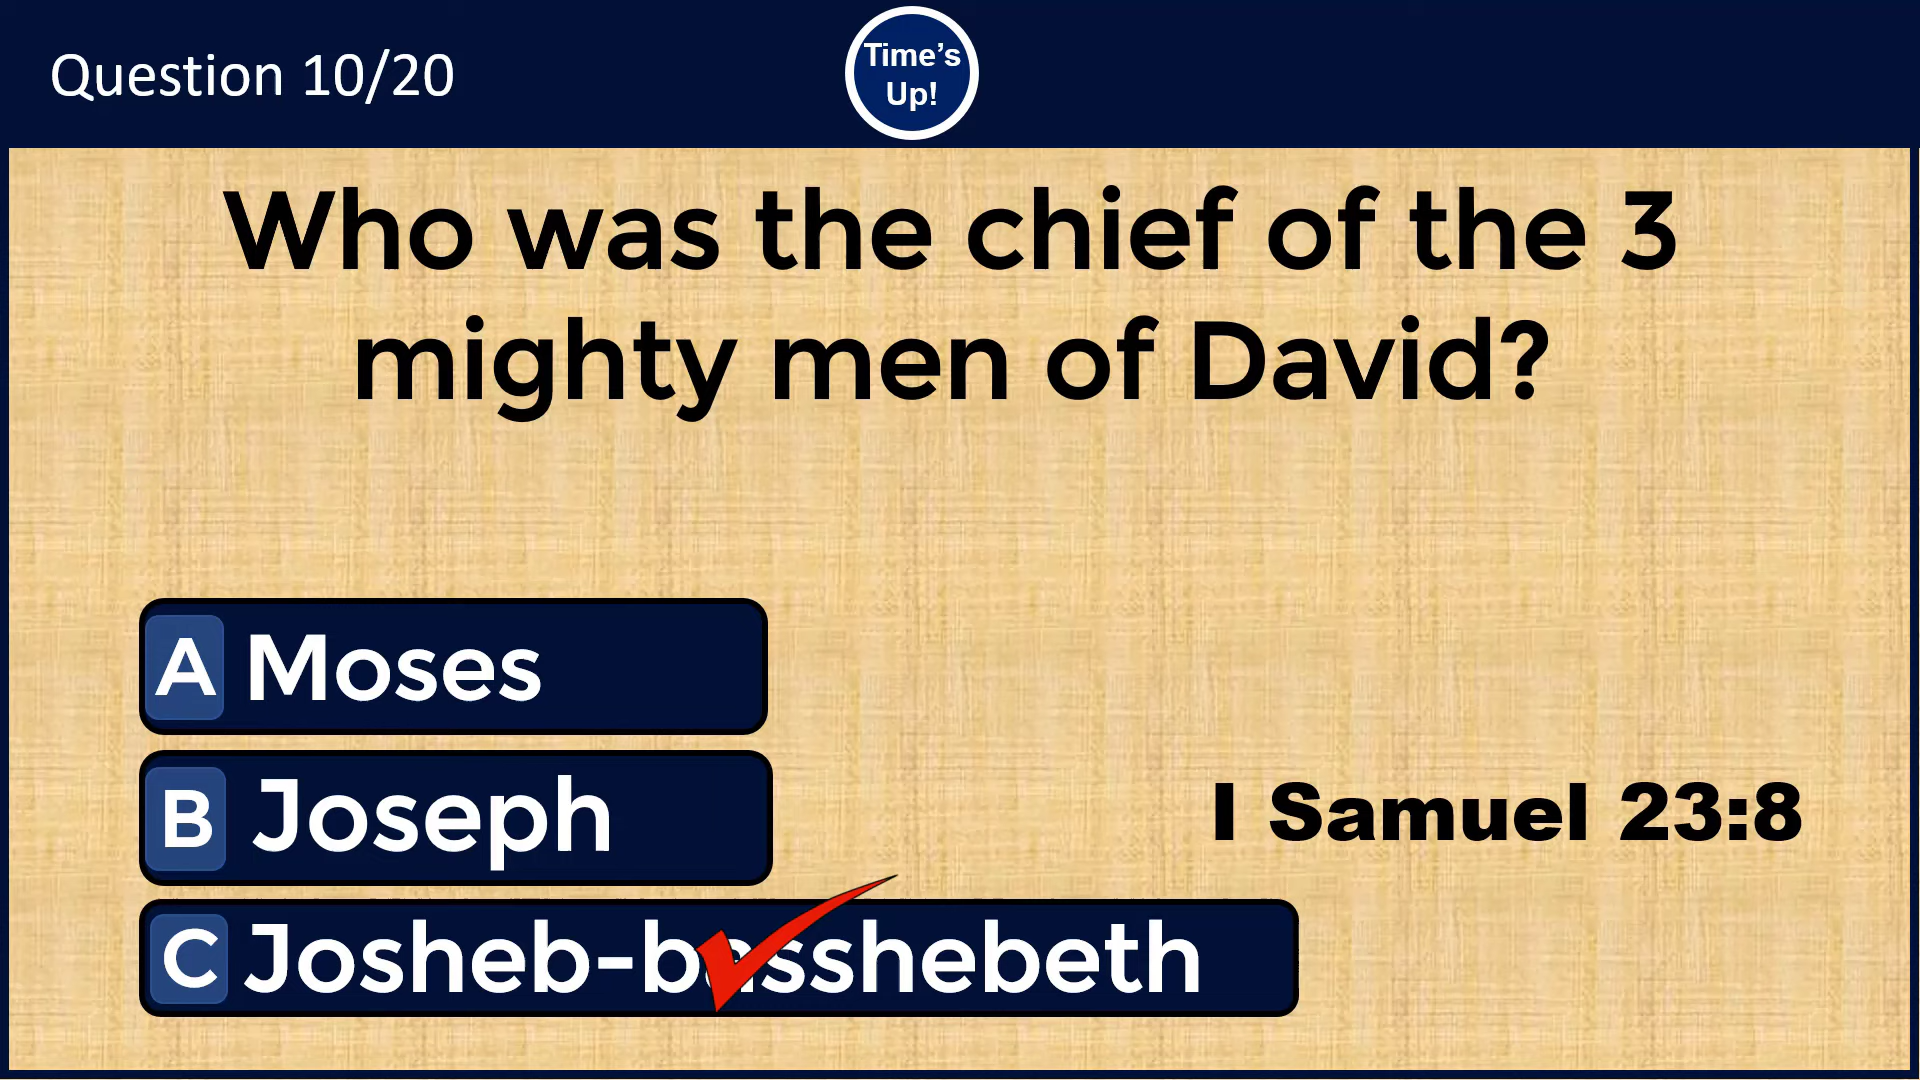 Question 10/20
Time’s
Up!
Who was the chief of the 3
mighty men of David?
A Moses
B Joseph
I Samuel 23:8
C Josheb-basshebeth